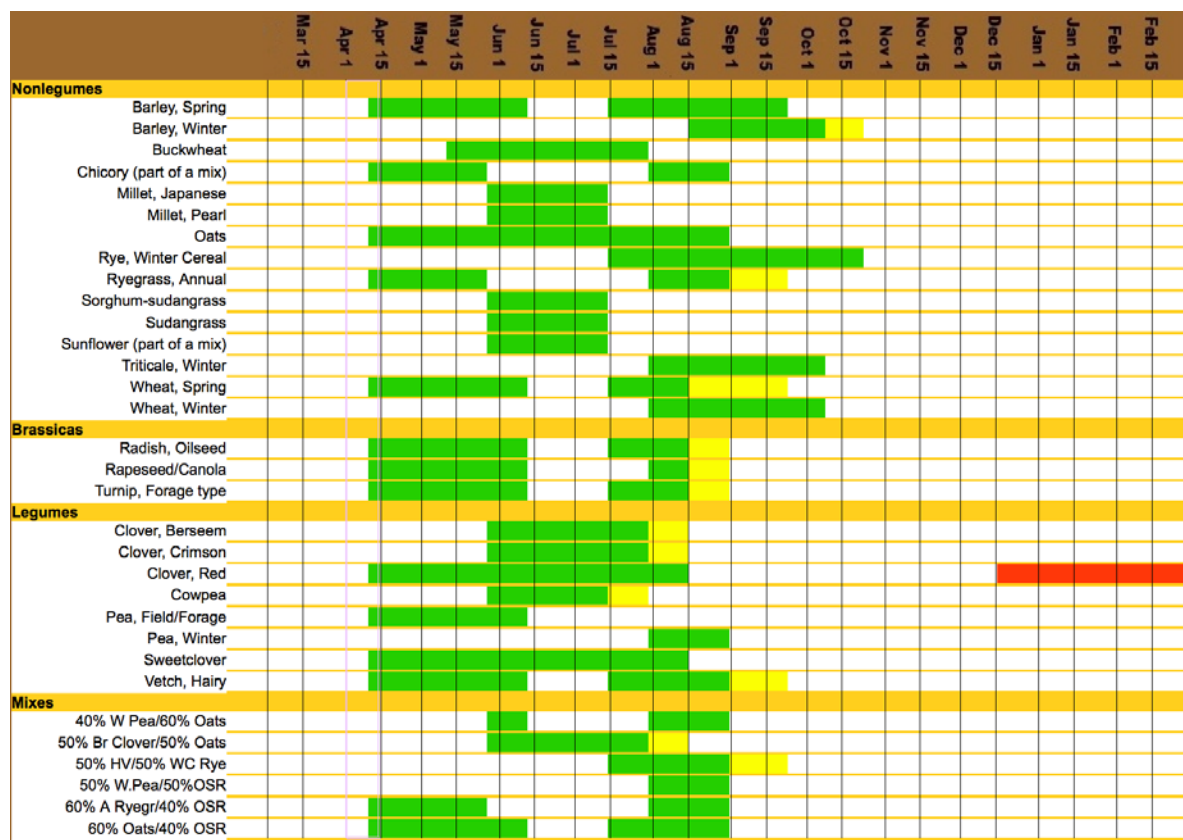 Mar 15
Apr 1
Apr 15
May 1
May 15
Jun 1
Jun 15
Jul 1
Jul 15
Aug 1
Aug 15
Sep 1
Sep 15
Oct 1
Oct 15
Nov 1
Nov 15
Dec 1
Dec 15
Jan 1
Jan 15
Feb 1
Feb 15
Nonlegumes
Barley, Spring
Barley, Winter
Buckwheat
Chicory (part of a mix)
Millet, Japanese
Millet, Pearl
Oats
Rye, Winter Cereal
Ryegrass, Annual
Sorghum-sudangrass
Sudangrass
Sunflower (part of a mix)
Triticale, Winter
Wheat, Spring
Wheat, Winter
Brassicas
Radish, Oilseed
Rapeseed/Canola
Turnip, Forage type
Legumes
Clover, Berseem
Clover, Crimson
Clover, Red
Cowpea
Pea, Field/Forage
Pea, Winter
Sweetclover
Vetch, Hairy
Mixes
40% W Pea/60% Oats
50% Br Clover/50% Oats
50% HV/50% WC Rye
50% W.Pea/50%OSR
60% A Ryegr/40% OSR
60% Oats/40% OSR